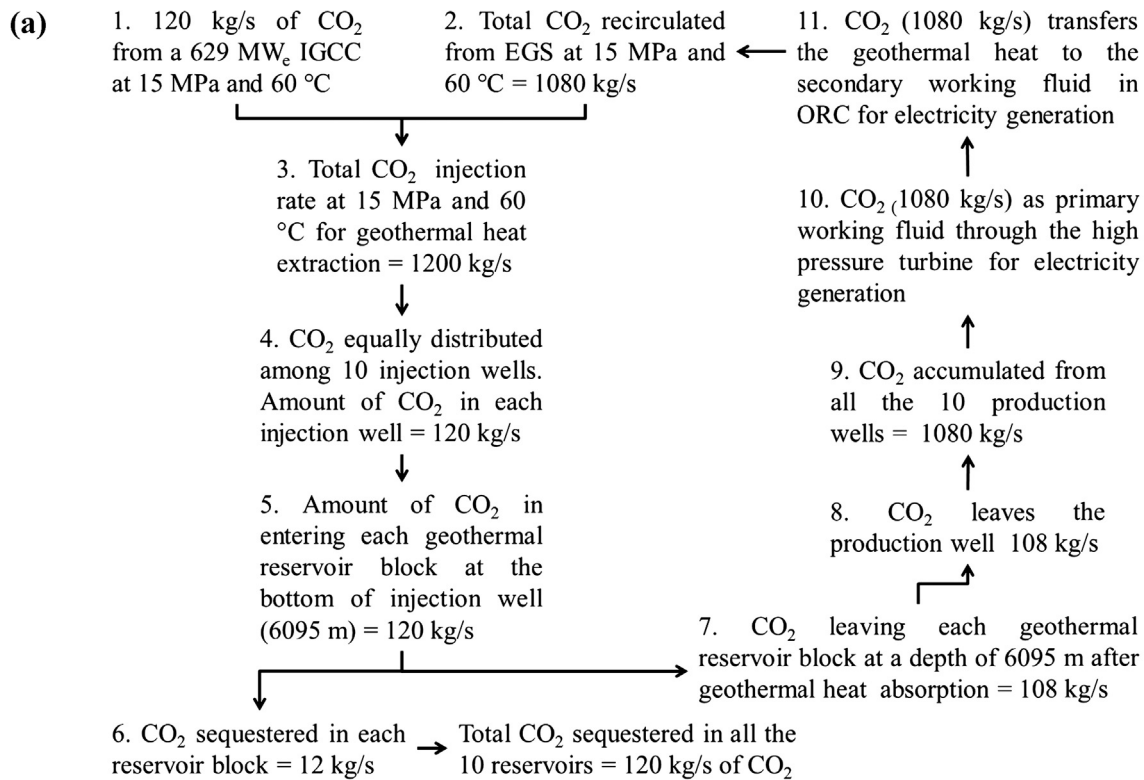 (a)
1. 120 kg/s of CO₂
from a 629 MWₑ IGCC
at 15 MPa and 60 °C
2. Total CO₂ recirculated
from EGS at 15 MPa and
60 °C = 1080 kg/s
3. Total CO₂ injection
rate at 15 MPa and 60
°C for geothermal heat
extraction = 1200 kg/s
4. CO₂ equally distributed
among 10 injection wells.
Amount of CO₂ in each
injection well = 120 kg/s
5. Amount of CO₂ in
entering each geothermal
reservoir block at the
bottom of injection well
(6095 m) = 120 kg/s
6. CO₂ sequestered in each
reservoir block = 12 kg/s
Total CO₂ sequestered in all the
10 reservoirs = 120 kg/s of CO₂
7. CO₂ leaving each geothermal
reservoir block at a depth of 6095 m after
geothermal heat absorption = 108 kg/s
8. CO₂ leaves the
production well 108 kg/s
9. CO₂ accumulated from
all the 10 production
wells = 1080 kg/s
10. CO₂ (1080 kg/s) as primary
working fluid through the high
pressure turbine for electricity
generation
11. CO₂ (1080 kg/s) transfers
the geothermal heat to the
secondary working fluid in
ORC for electricity generation